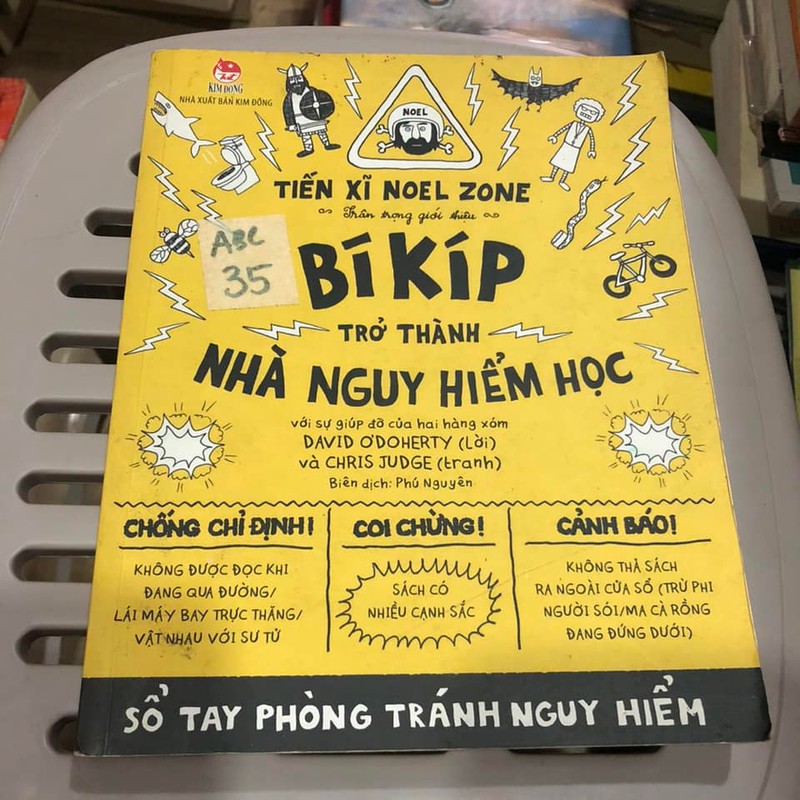 KIM ĐỒNG
NHÀ XUẤT BẢN KIM ĐỒNG
NOEL
TIẾN XĨ NOEL ZONE
Trân trọng giới thiệu
ABC
35
BÍ KÍP
TRỞ THÀNH
NHÀ NGUY HIỂM HỌC
với sự giúp đỡ của hai hàng xóm
DAVID O'DOHERTY (lời)
và CHRIS JUDGE (tranh)
Biên dịch: Phú Nguyên
CHỐNG CHỈ ĐỊNH!
KHÔNG ĐƯỢC ĐỌC KHI
ĐANG QUA ĐƯỜNG/
LÁI MÁY BAY TRỰC THĂNG/
VẬT NHAU VỚI SƯ TỬ
COI CHỪNG!
SÁCH CÓ
NHIỀU CẠNH SẮC
CẢNH BÁO!
KHÔNG THẢ SÁCH
RA NGOÀI CỬA SỔ (TRỪ PHI
NGƯỜI SÓI/MA CÀ RỒNG
ĐANG ĐỨNG DƯỚI)
SỔ TAY PHÒNG TRÁNH NGUY HIỂM